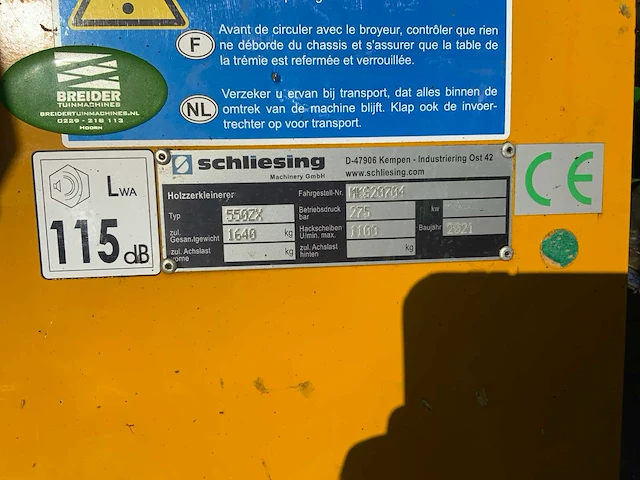 Avant de circuler avec le broyeur, contrôler que rien
ne déborde du chassis et s'assurer que la table de
la trémie est refermée et verrouillée.
F
Verzeker u ervan bij transport, dat alles binnen de
omtrek van de machine blijft. Klap ook de invoer-
trechter op voor transport.
NL
BREIDER
TUINMACHINES
BREIDERTUINMACHINES.NL
0229 - 218 113
HOORN
LWA
115 dB
schliesing
Machinery GmbH
D-47906 Kempen - Industriering Ost 42
www.schliesing.com
Holzzerkleinerer
Fahrgestell-Nr.
Typ
550ZX
Betriebsdruck
bar
275
kw
zul.
Gesamtgewicht
1640
kg
Hackscheiben
U/min. max.
1100
Baujahr
2021
zul. Achslast
vorne
kg
zul. Achslast
hinten
kg
CE